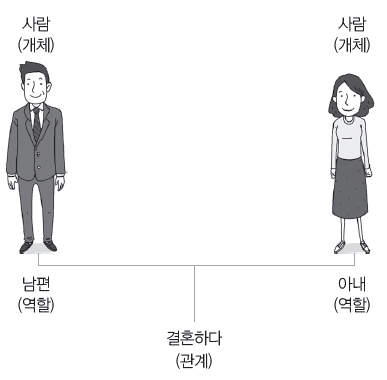 사람 사람
(개체) (개체)
남편 아내
(역할) (역할)
결혼하다
(관계)